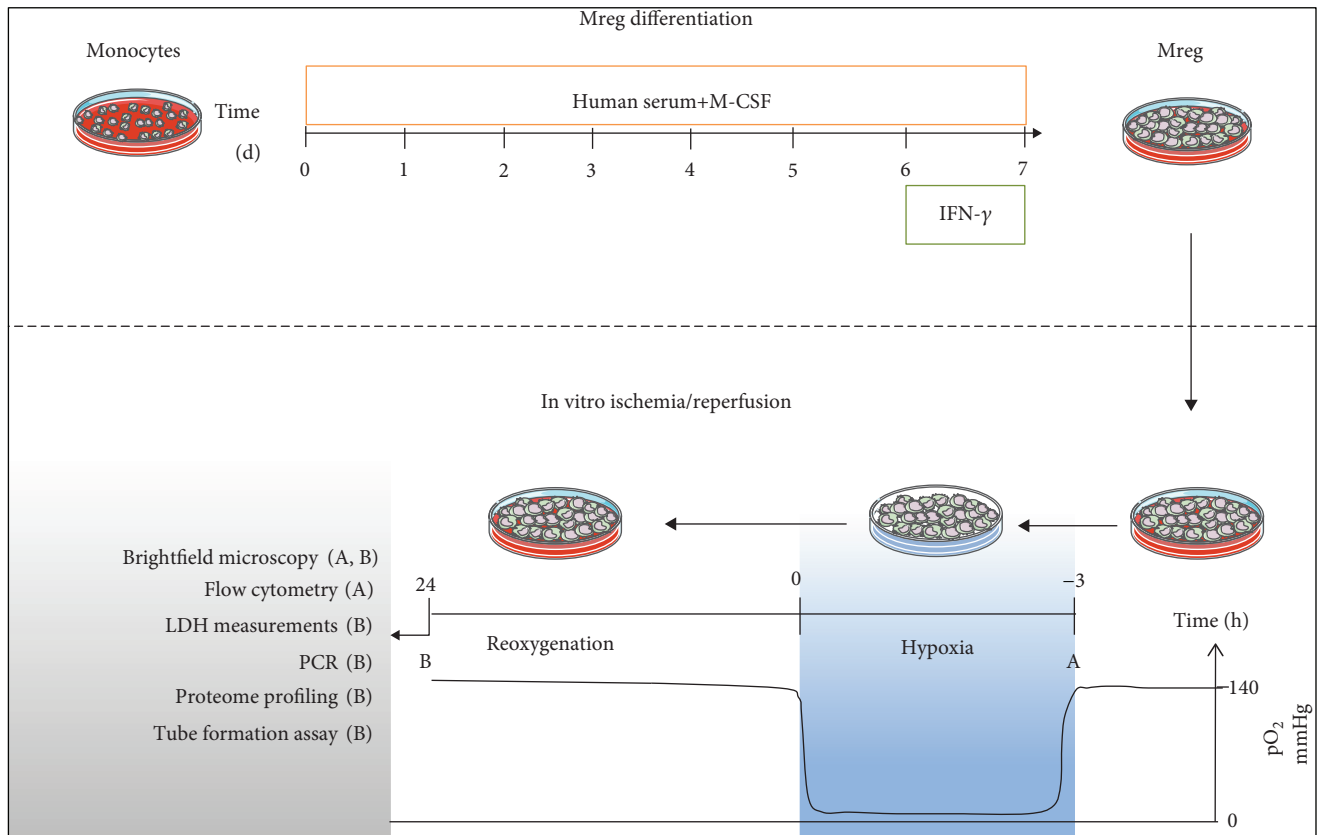 Mreg differentiation
Monocytes
Mreg
Human serum+M-CSF
Time
(d)
0 1 2 3 4 5 6 7
IFN-γ
In vitro ischemia/reperfusion
Brightfield microscopy (A, B)
Flow cytometry (A)
LDH measurements (B)
PCR (B)
Proteome profiling (B)
Tube formation assay (B)
24 0 −3
Time (h)
Reoxygenation
Hypoxia
B A
140
pO2
mmHg
0